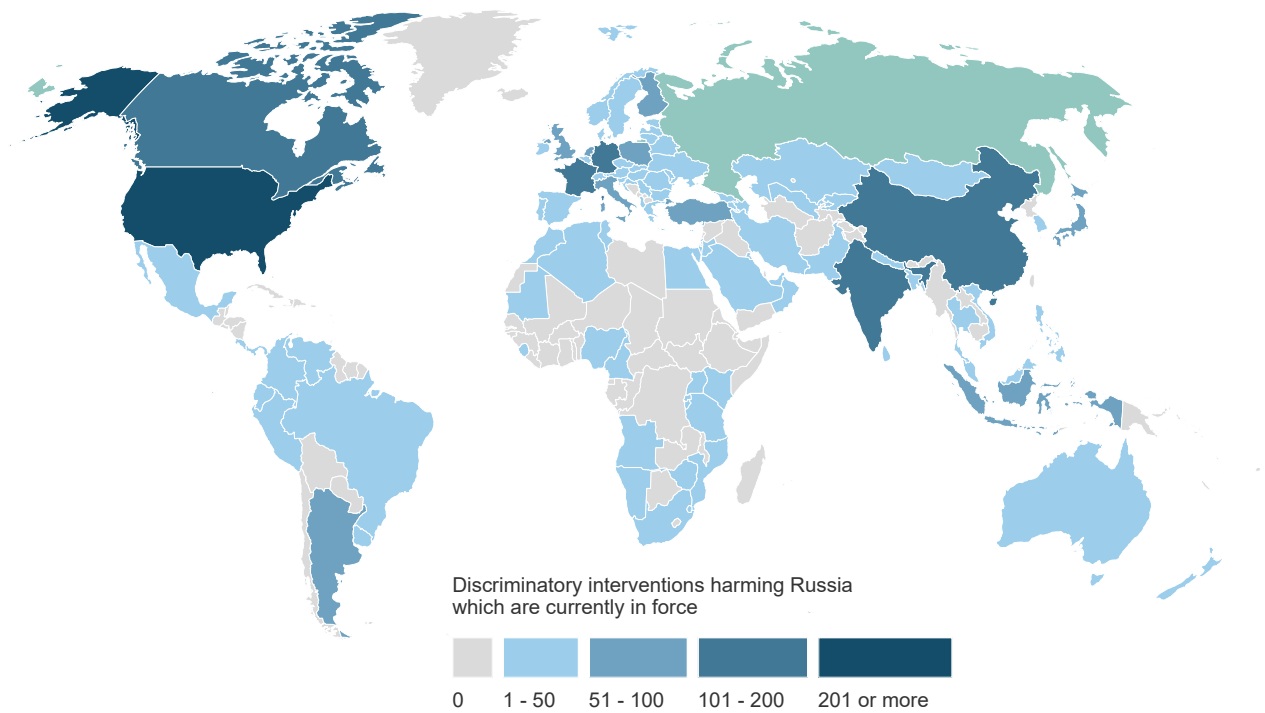 Discriminatory interventions harming Russia
which are currently in force
0 1 - 50 51 - 100 101 - 200 201 or more